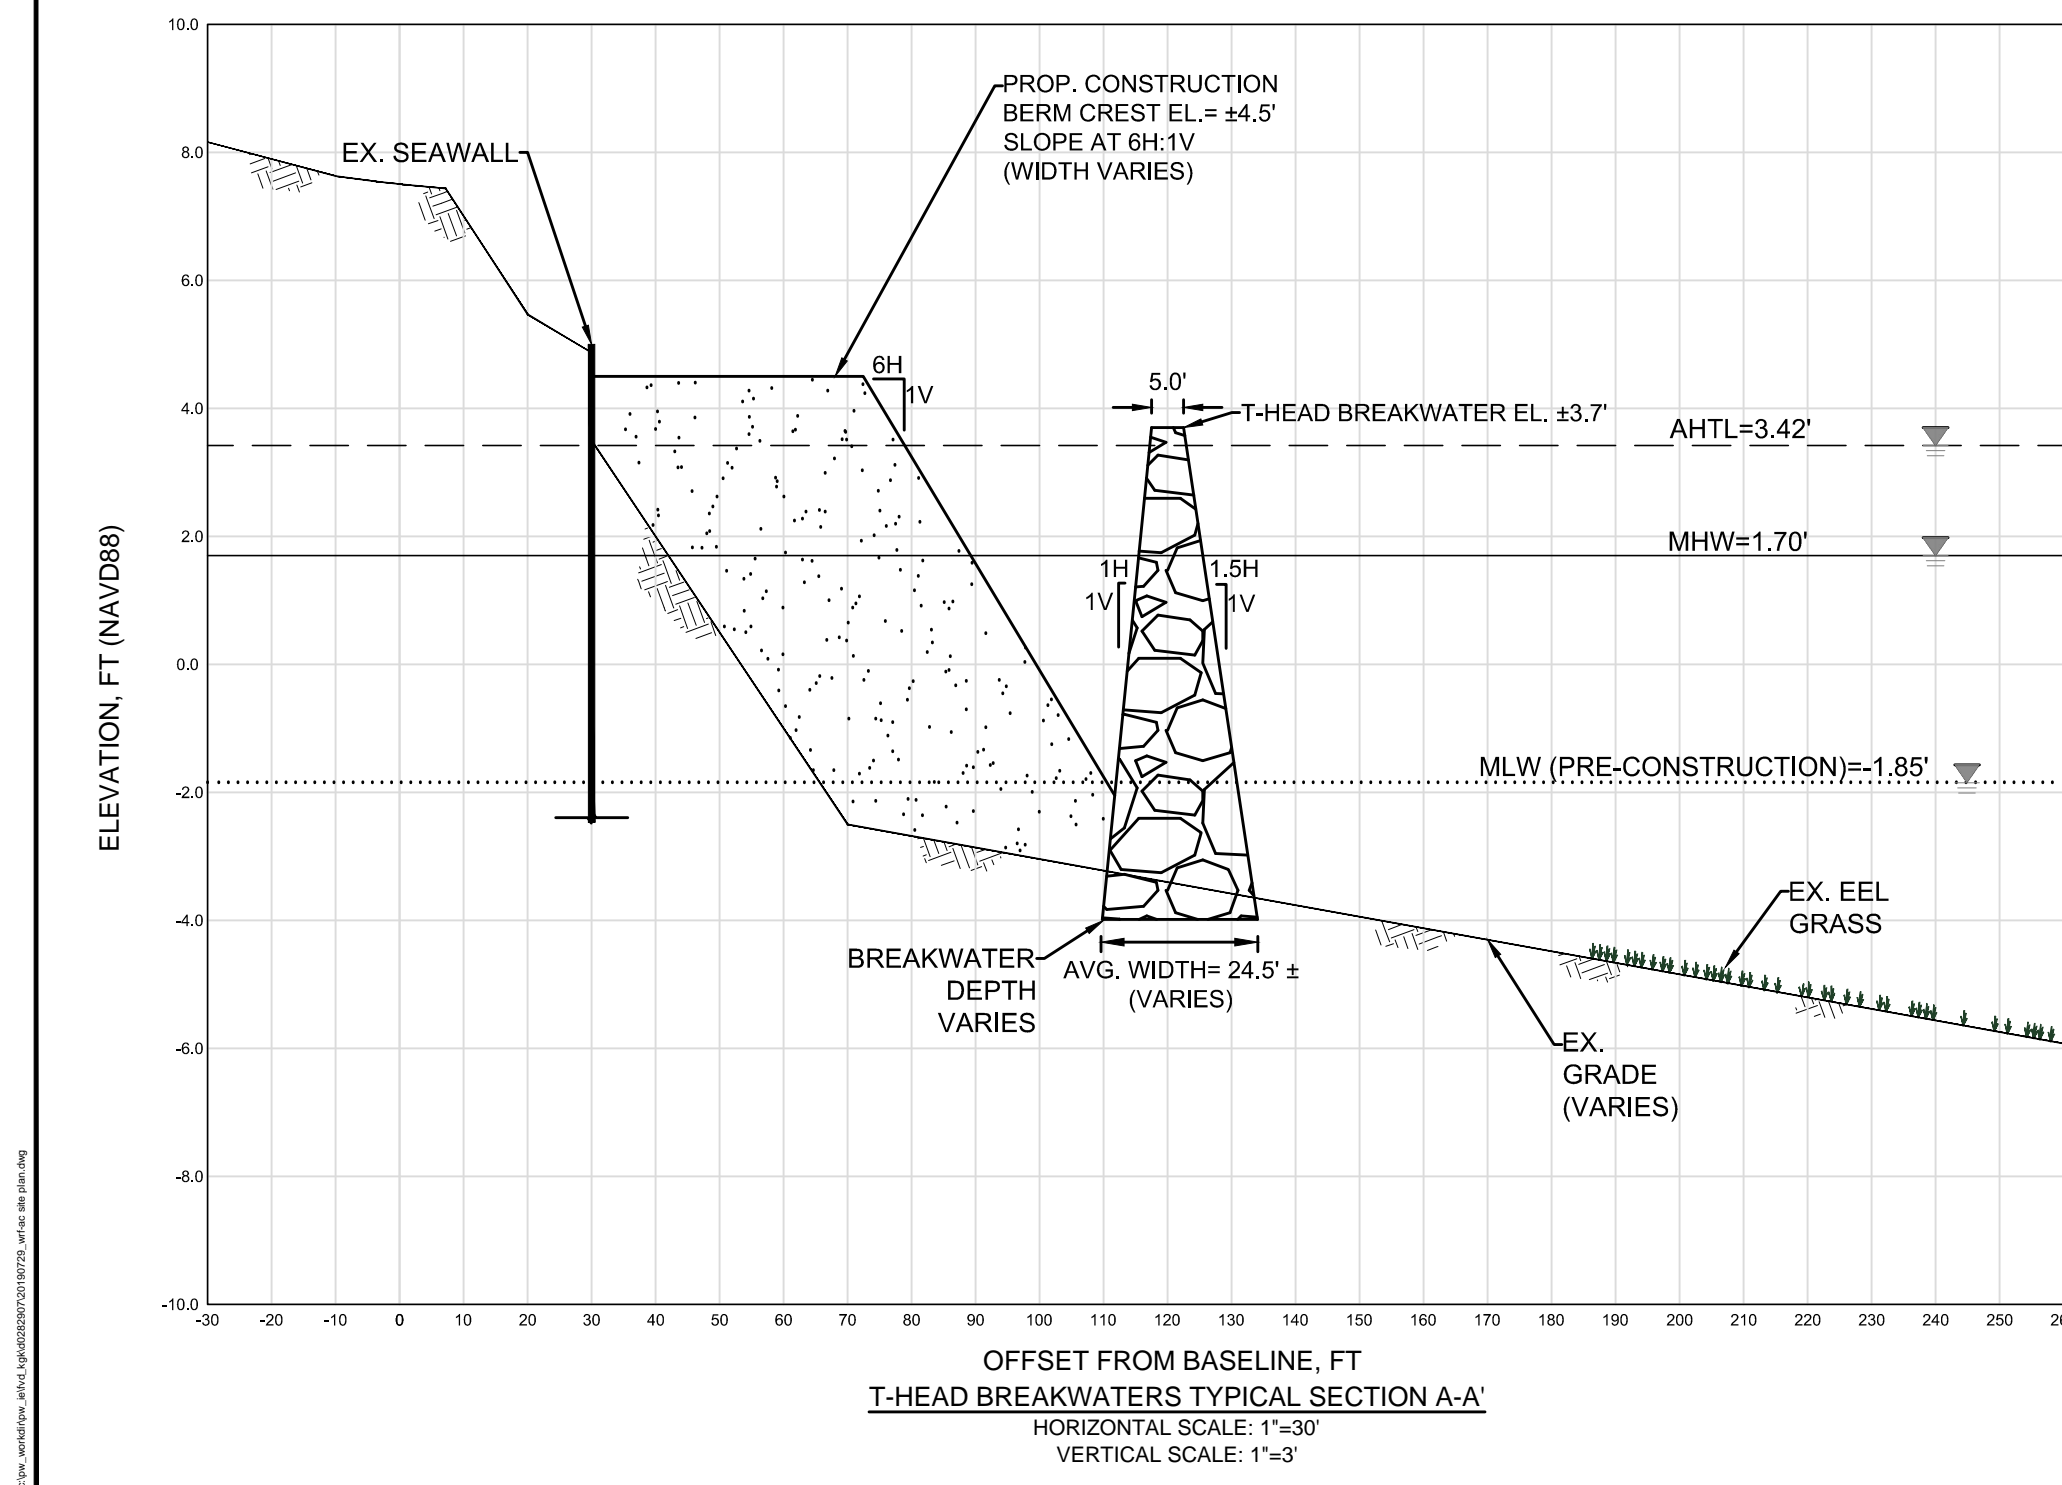 10.0
8.0
6.0
4.0
2.0
0.0
-2.0
-4.0
-6.0
-8.0
-10.0
ELEVATION, FT (NAVD88)
EX. SEAWALL
PROP. CONSTRUCTION
BERM CREST EL.= ±4.5'
SLOPE AT 6H:1V
(WIDTH VARIES)
6H
1V
5.0'
T-HEAD BREAKWATER EL. ±3.7'
AHTL=3.42'
MHW=1.70'
1H
1V
1.5H
1V
MLW (PRE-CONSTRUCTION)=-1.85'
EX. EEL
GRASS
BREAKWATER
DEPTH
VARIES
AVG. WIDTH= 24.5' ±
(VARIES)
EX.
GRADE
(VARIES)
-30 -20 -10 0 10 20 30 40 50 60 70 80 90 100 110 120 130 140 150 160 170 180 190 200 210 220 230 240 250
OFFSET FROM BASELINE, FT
T-HEAD BREAKWATERS TYPICAL SECTION A-A'
HORIZONTAL SCALE: 1"=30'
VERTICAL SCALE: 1"=3'